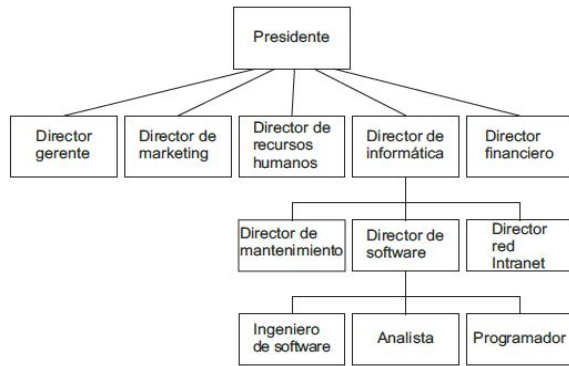 Presidente
Director
gerente
Director de
marketing
Director de
recursos
humanos
Director de
informática
Director
financiero
Director de
mantenimiento
Director de
software
Director
red
Intranet
Ingeniero
de software
Analista
Programador